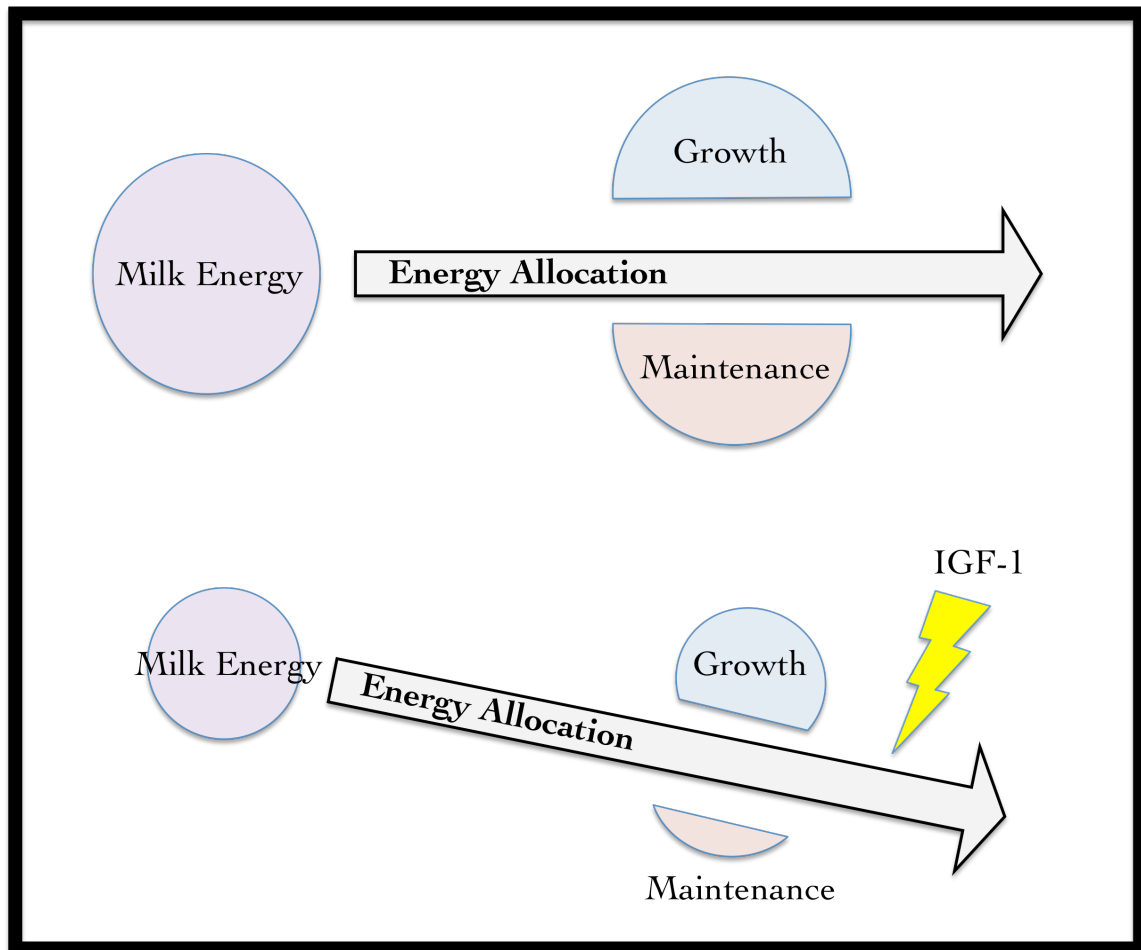 Growth
Milk Energy
Energy Allocation
Maintenance
IGF-1
Milk Energy
Growth
Energy Allocation
Maintenance